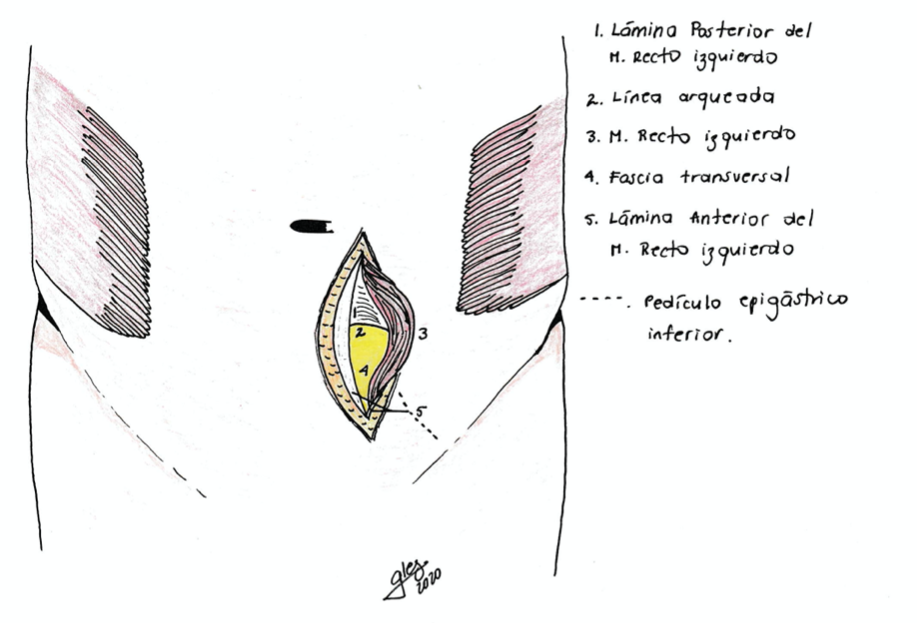 1. Lámina Posterior del
M. Recto izquierdo
2. Línea arqueada
3. M. Recto izquierdo
4. Fascia transversal
5. Lámina Anterior del
M. Recto izquierdo
----. Pedículo epigástrico
inferior.
1
2
3
4
5
2020